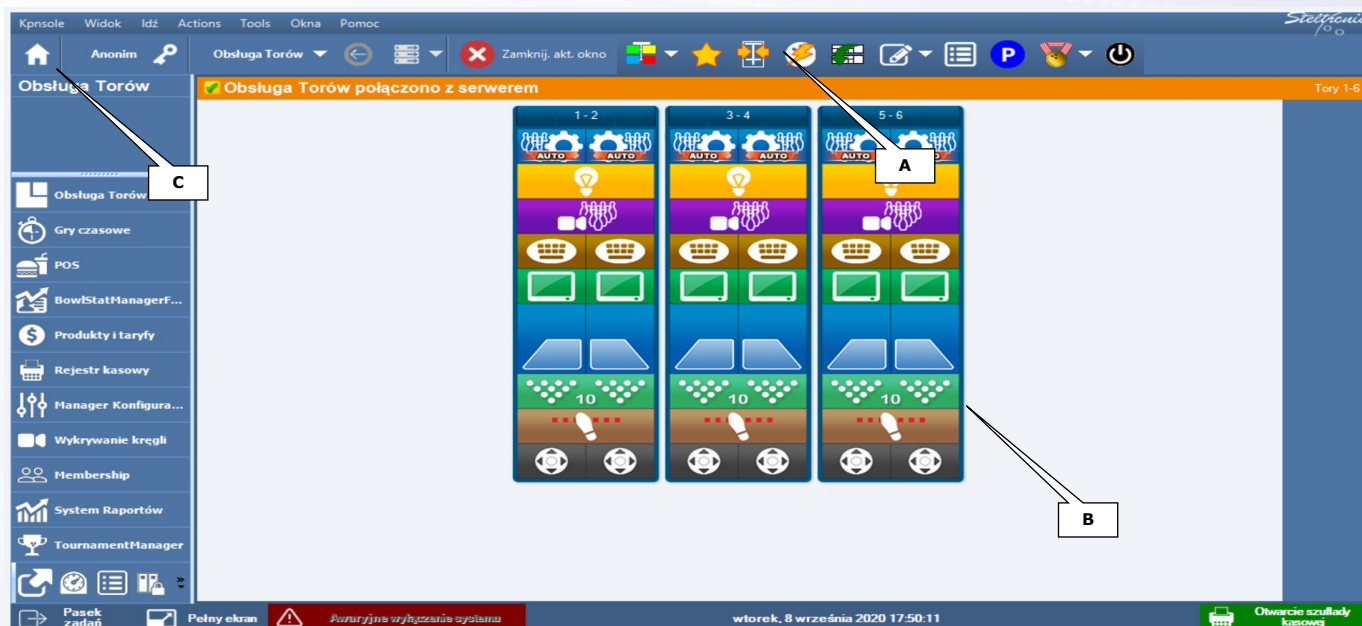 Kpnsole Widok Idź Actions Tools Okna Pomoc
Steltronic
Anonim Obsługa Torów Zamknij. akt. okno P
Obsługa Torów
Obsługa Torów połączono z serwerem Tory 1-6
1 - 2 3 - 4 5 - 6
AUTO AUTO AUTO AUTO AUTO
A
C
Obsługa Torów
Gry czasowe
POS
BowlStatManagerF...
Produkty i taryfy
Rejestr kasowy
10 10 10
Manager Konfigura...
Wykrywanie kręgli
Membership
System Raportów
B
TournamentManager
Pasek zadań
Pełny ekran
Awaryjne wyłączenie systemu
wtorek, 8 września 2020 17:50:11
Otwarcie szuflady
kasowej